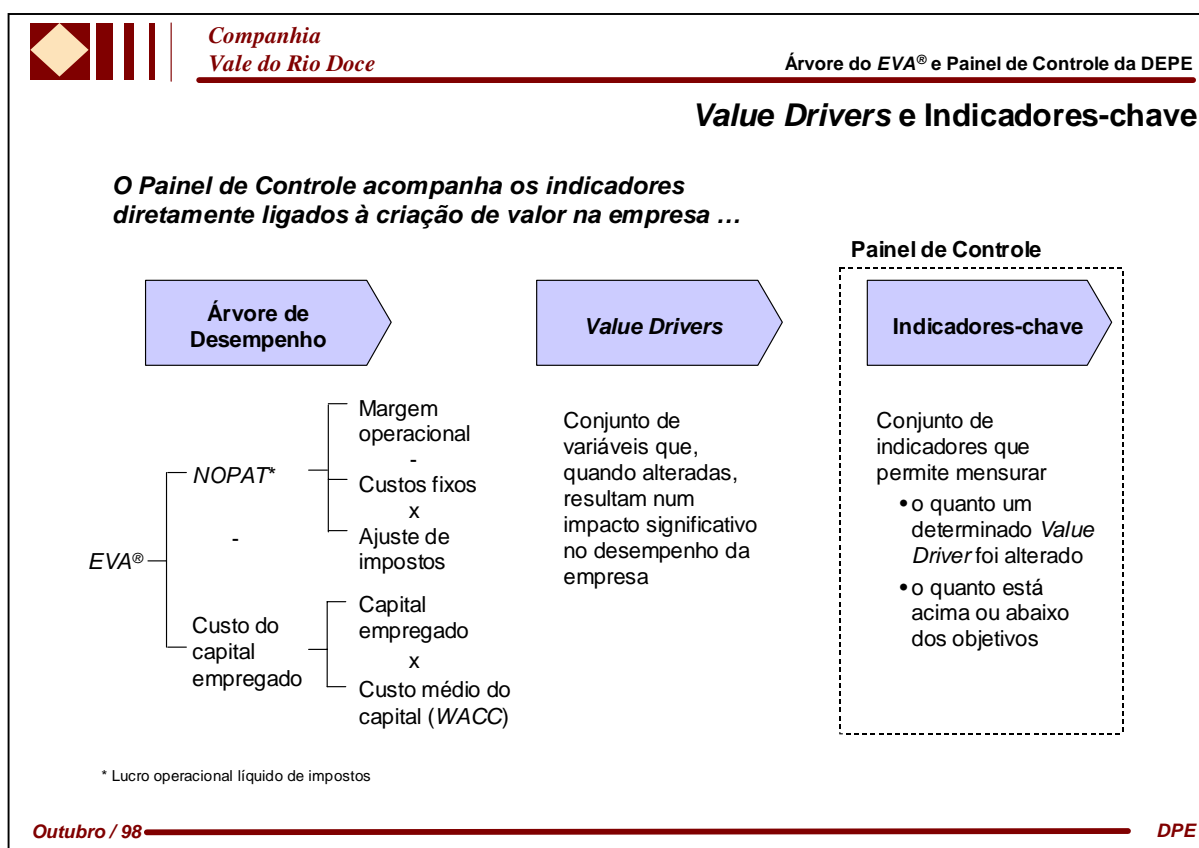 Companhia
Vale do Rio Doce
Árvore do EVA® e Painel de Controle da DEPE
Value Drivers e Indicadores-chave
O Painel de Controle acompanha os indicadores
diretamente ligados à criação de valor na empresa …
Painel de Controle
Árvore de
Desempenho
Value Drivers
Indicadores-chave
EVA®
NOPAT*
-
Custo do
capital
empregado
Margem
operacional
-
Custos fixos
x
Ajuste de
impostos
Capital
empregado
x
Custo médio do
capital (WACC)
Conjunto de
variáveis que,
quando alteradas,
resultam num
impacto significativo
no desempenho da
empresa
Conjunto de
indicadores que
permite mensurar
• o quanto um
determinado Value
Driver foi alterado
• o quanto está
acima ou abaixo
dos objetivos
* Lucro operacional líquido de impostos
Outubro / 98
DPE